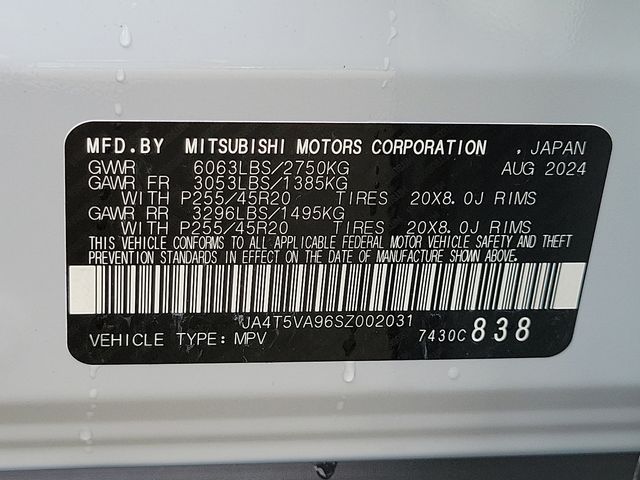 MFD.BY MITSUBISHI MOTORS CORPORATION , JAPAN
GVWR 6063LBS/2750KG AUG 2024
GAWR FR 3053LBS/1385KG
WITH P255/45R20 TIRES 20X8.0J RIMS
GAWR RR 3296LBS/1495KG
WITH P255/45R20 TIRES 20X8.0J RIMS
THIS VEHICLE CONFORMS TO ALL APPLICABLE FEDERAL MOTOR VEHICLE SAFETY AND THEFT
PREVENTION STANDARDS IN EFFECT ON THE DATE OF MANUFACTURE SHOWN ABOVE.
JA4T5VA96SZ002031
VEHICLE TYPE: MPV 7430C 838